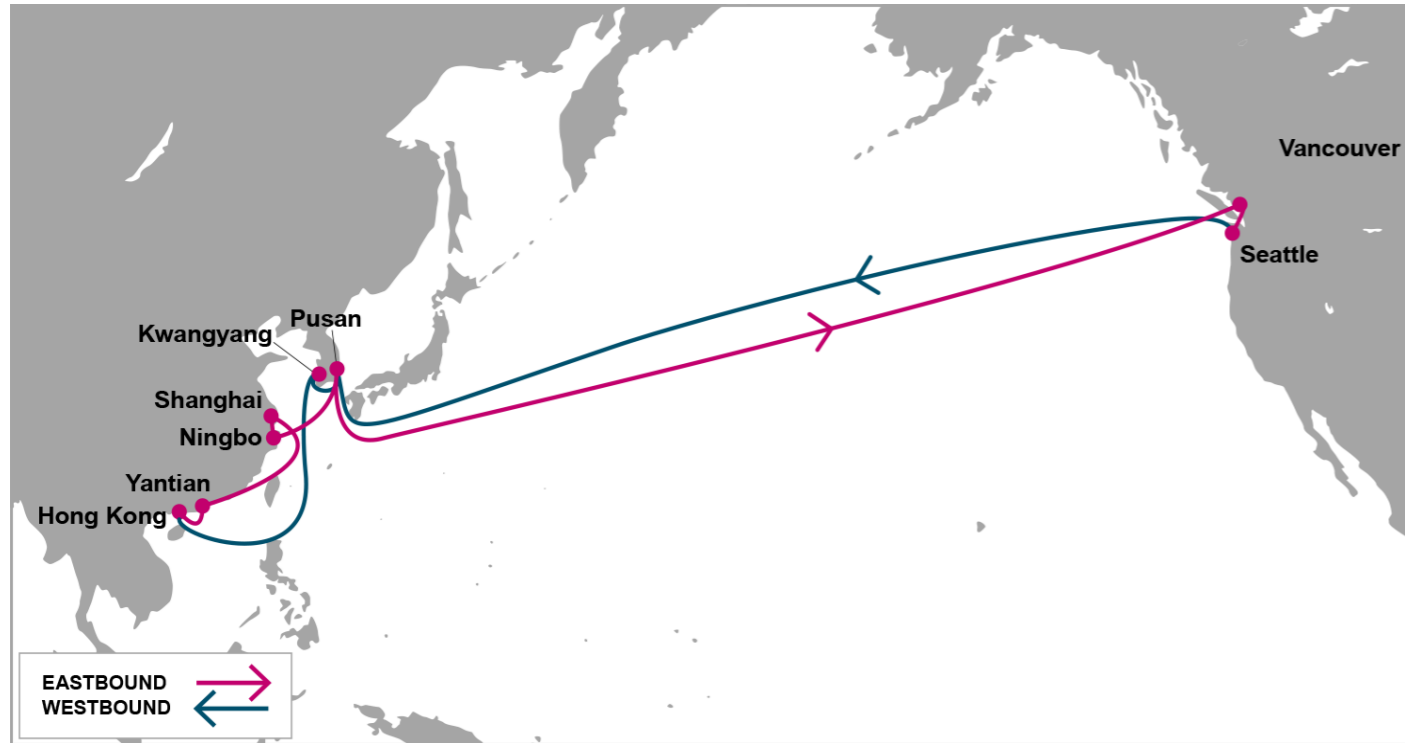 Vancouver
Seattle
Pusan
Kwangyang
Shanghai
Ningbo
Yantian
Hong Kong
EASTBOUND
WESTBOUND